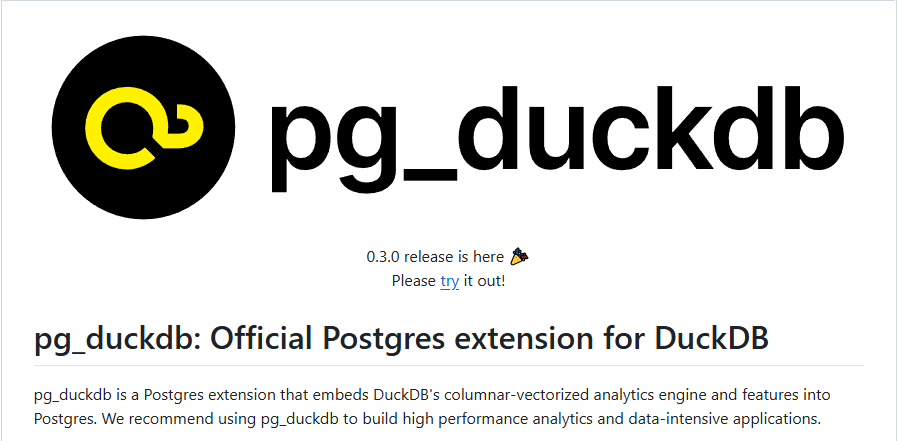 pg_duckdb
0.3.0 release is here 🎉
Please try it out!
pg_duckdb: Official Postgres extension for DuckDB
pg_duckdb is a Postgres extension that embeds DuckDB's columnar-vectorized analytics engine and features into
Postgres. We recommend using pg_duckdb to build high performance analytics and data-intensive applications.